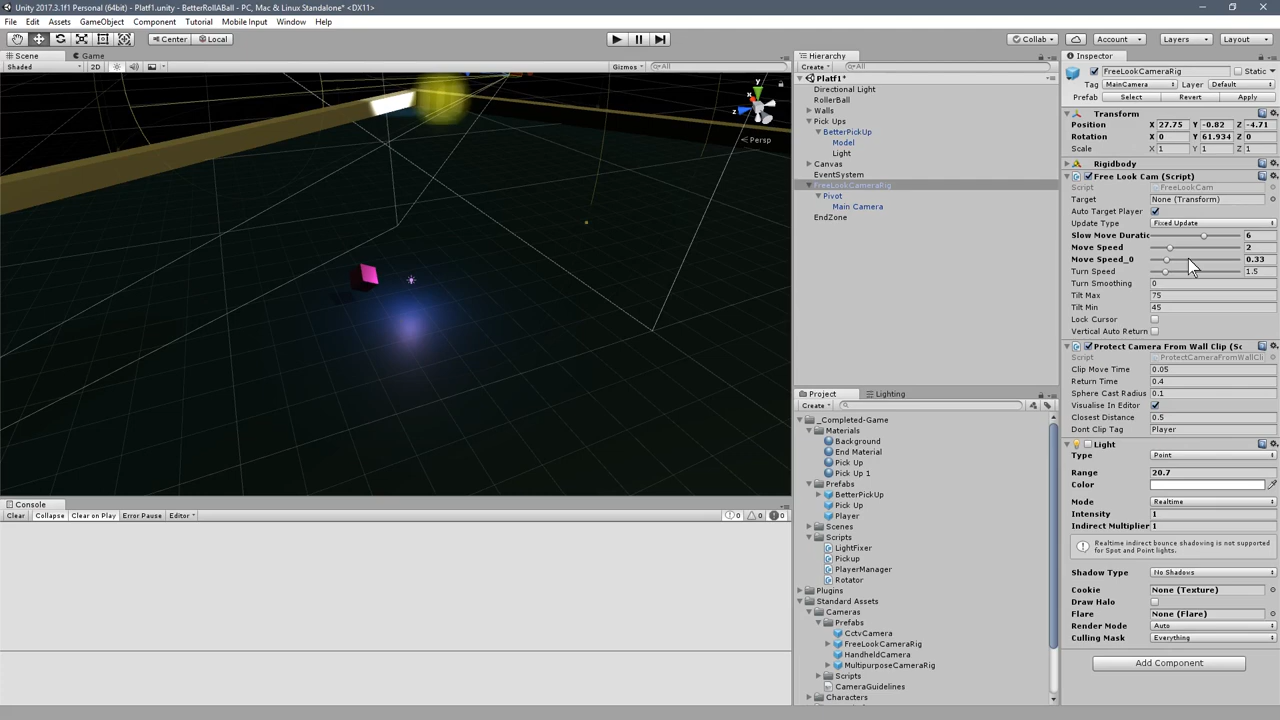 Unity 2017.3.1f1 Personal (64bit) - Platf1.unity - BetterRollABall - PC, Mac & Linux Standalone* <DX11>
File Edit Assets GameObject Component Tutorial Mobile Input Window Help
Center Local Collab Account Layers Layout
Scene Game
Shaded 2D Gizmos All
y
z
Persp
Console
Clear Collapse Clear on Play Error Pause Editor 0 0 0
Hierarchy
Create All
Platf1*
Directional Light
RollerBall
Walls
Pick Ups
BetterPickUp
Model
Light
Canvas
EventSystem
FreeLookCameraRig
Pivot
Main Camera
EndZone
Project Lighting
Create
_Completed-Game
Materials
Background
End Material
Pick Up
Pick Up 1
Prefabs
BetterPickUp
Pick Up
Player
Scenes
Scripts
LightFixer
Pickup
PlayerManager
Rotator
Plugins
Standard Assets
Cameras
Prefabs
CctvCamera
FreeLookCameraRig
HandheldCamera
MultipurposeCameraRig
Scripts
CameraGuidelines
Characters
Inspector
FreeLookCameraRig Static
Tag MainCamera Layer Default
Prefab Select Revert Apply
Transform
Position X 27.75 Y -0.82 Z -4.71
Rotation X 0 Y 61.934 Z 0
Scale X 1 Y 1 Z 1
Rigidbody
Free Look Cam (Script)
Script FreeLookCam
Target None (Transform)
Auto Target Player
Update Type Fixed Update
Slow Move Duratic 6
Move Speed 2
Move Speed_0 0.33
Turn Speed 1.5
Turn Smoothing 0
Tilt Max 75
Tilt Min 45
Lock Cursor
Vertical Auto Return
Protect Camera From Wall Clip (Sc
Script ProtectCameraFromWallCli
Clip Move Time 0.05
Return Time 0.4
Sphere Cast Radius 0.1
Visualise In Editor
Closest Distance 0.5
Dont Clip Tag Player
Light
Type Point
Range 20.7
Color
Mode Realtime
Intensity 1
Indirect Multiplier 1
Realtime indirect bounce shadowing is not supported
for Spot and Point lights.
Shadow Type No Shadows
Cookie None (Texture)
Draw Halo
Flare None (Flare)
Render Mode Auto
Culling Mask Everything
Add Component